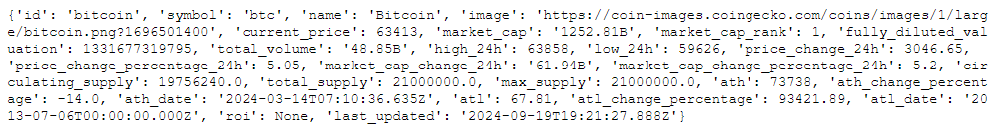 {'id': 'bitcoin', 'symbol': 'btc', 'name': 'Bitcoin', 'image': 'https://coin-images.coingecko.com/coins/images/1/larg
e/bitcoin.png?1696501400', 'current_price': 63413, 'market_cap': '1252.81B', 'market_cap_rank': 1, 'fully_diluted_val
uation': 1331677319795, 'total_volume': '48.85B', 'high_24h': 63858, 'low_24h': 59626, 'price_change_24h': 3046.65,
'price_change_percentage_24h': 5.05, 'market_cap_change_24h': '61.94B', 'market_cap_change_percentage_24h': 5.2, 'cir
culating_supply': 19756240.0, 'total_supply': 21000000.0, 'max_supply': 21000000.0, 'ath': 73738, 'ath_change_percent
age': -14.0, 'ath_date': '2024-03-14T07:10:36.635Z', 'atl': 67.81, 'atl_change_percentage': 93421.89, 'atl_date': '20
13-07-06T00:00:00.000Z', 'roi': None, 'last_updated': '2024-09-19T19:21:27.888Z'}